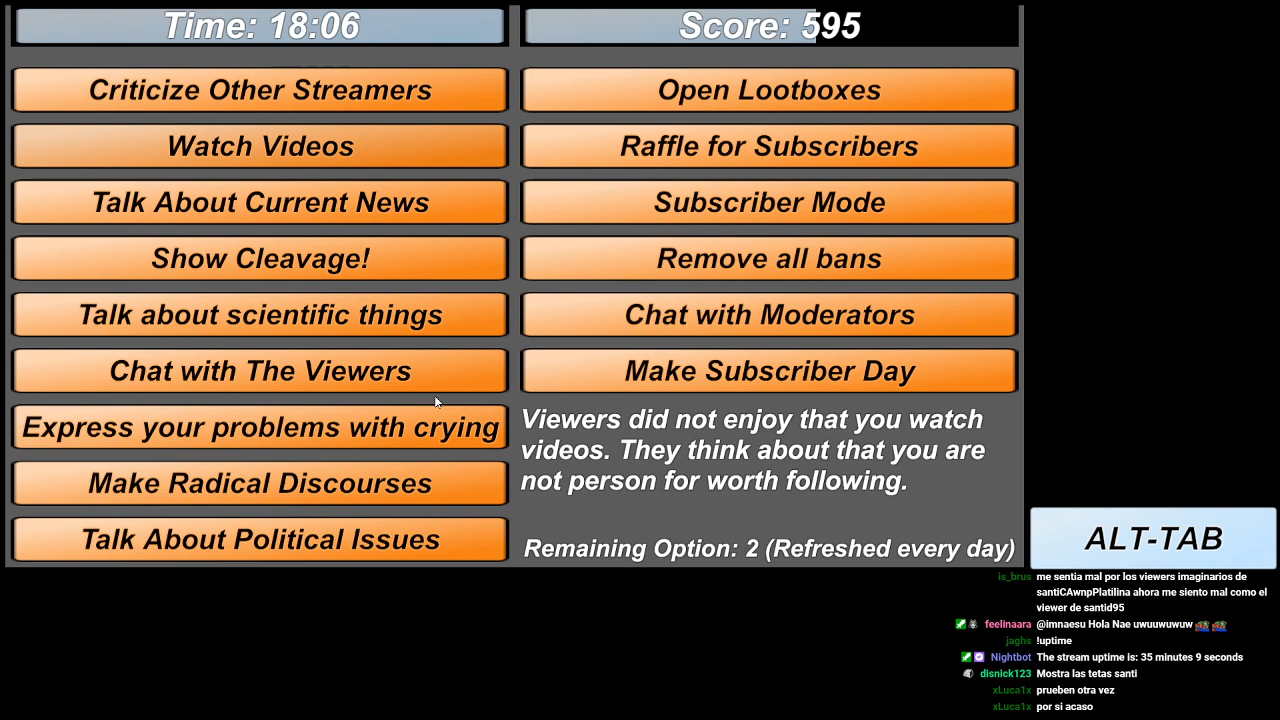 Time: 18:06
Score: 595
Criticize Other Streamers
Open Lootboxes
Watch Videos
Raffle for Subscribers
Talk About Current News
Subscriber Mode
Show Cleavage!
Remove all bans
Talk about scientific things
Chat with Moderators
Chat with The Viewers
Make Subscriber Day
Express your problems with crying
Make Radical Discourses
Talk About Political Issues
Viewers did not enjoy that you watch
videos. They think about that you are
not person for worth following.
Remaining Option: 2 (Refreshed every day)
ALT-TAB
is_brus me sentia mal por los viewers imaginarios de
santiCAwnpPlatilina ahora me siento mal como el
viewer de santid95
feelinaara @imnaesu Hola Nae uwuuwuwuw
jaghs !uptime
Nightbot The stream uptime is: 35 minutes 9 seconds
disnick123 Mostra las tetas santi
xLuca1x prueben otra vez
xLuca1x por si acaso